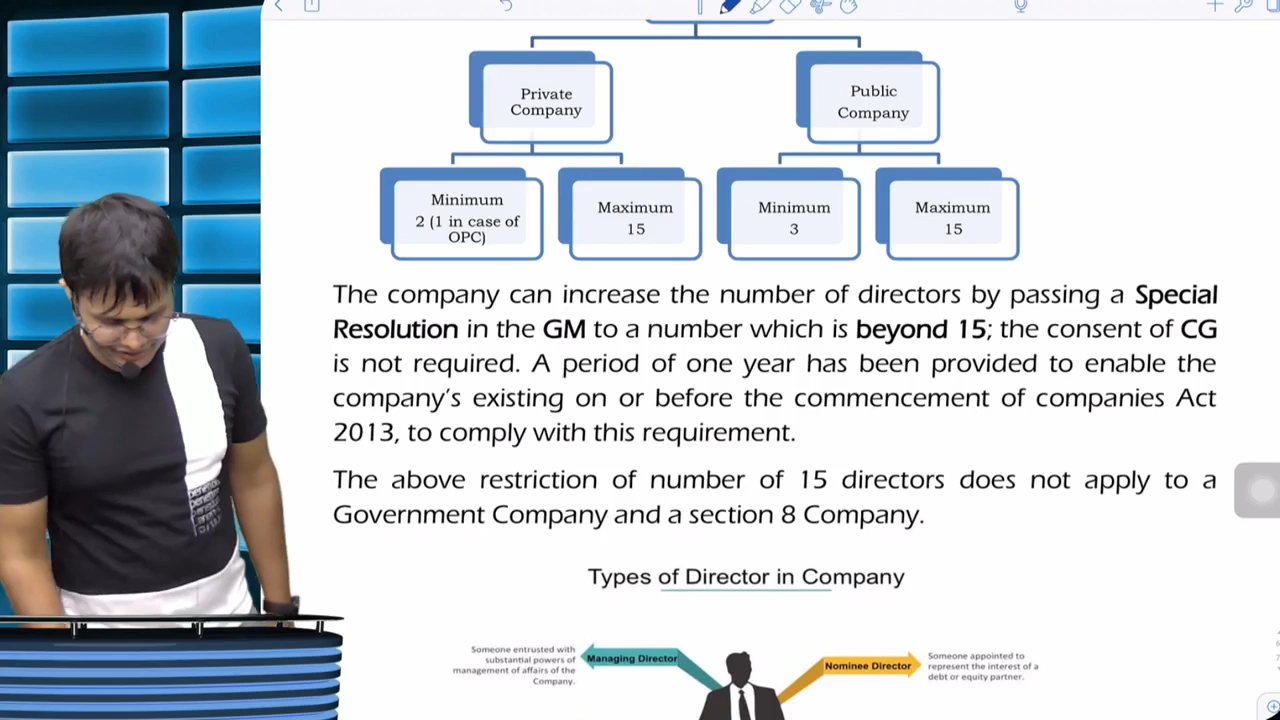 Private
Company
Public
Company
Minimum
2 (1 in case of
OPC)
Maximum
15
Minimum
3
Maximum
15
The company can increase the number of directors by passing a Special
Resolution in the GM to a number which is beyond 15; the consent of CG
is not required. A period of one year has been provided to enable the
company's existing on or before the commencement of companies Act
2013, to comply with this requirement.
The above restriction of number of 15 directors does not apply to a
Government Company and a section 8 Company.
Types of Director in Company
Someone entrusted with
substantial powers of
management of affairs of the
Company.
Managing Director
Nominee Director
Someone appointed to
represent the interest of a
debt or equity partner.